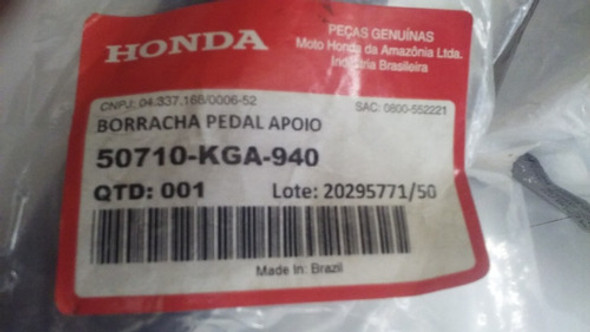 HONDA
PEÇAS GENUÍNAS
Moto Honda da Amazônia Ltda.
Indústria Brasileira
CNPJ: 04.337.168/0006-52
SAC: 0800-552221
BORRACHA PEDAL APOIO
50710-KGA-940
QTD: 001
Lote: 20295771/50
Made In: Brazil